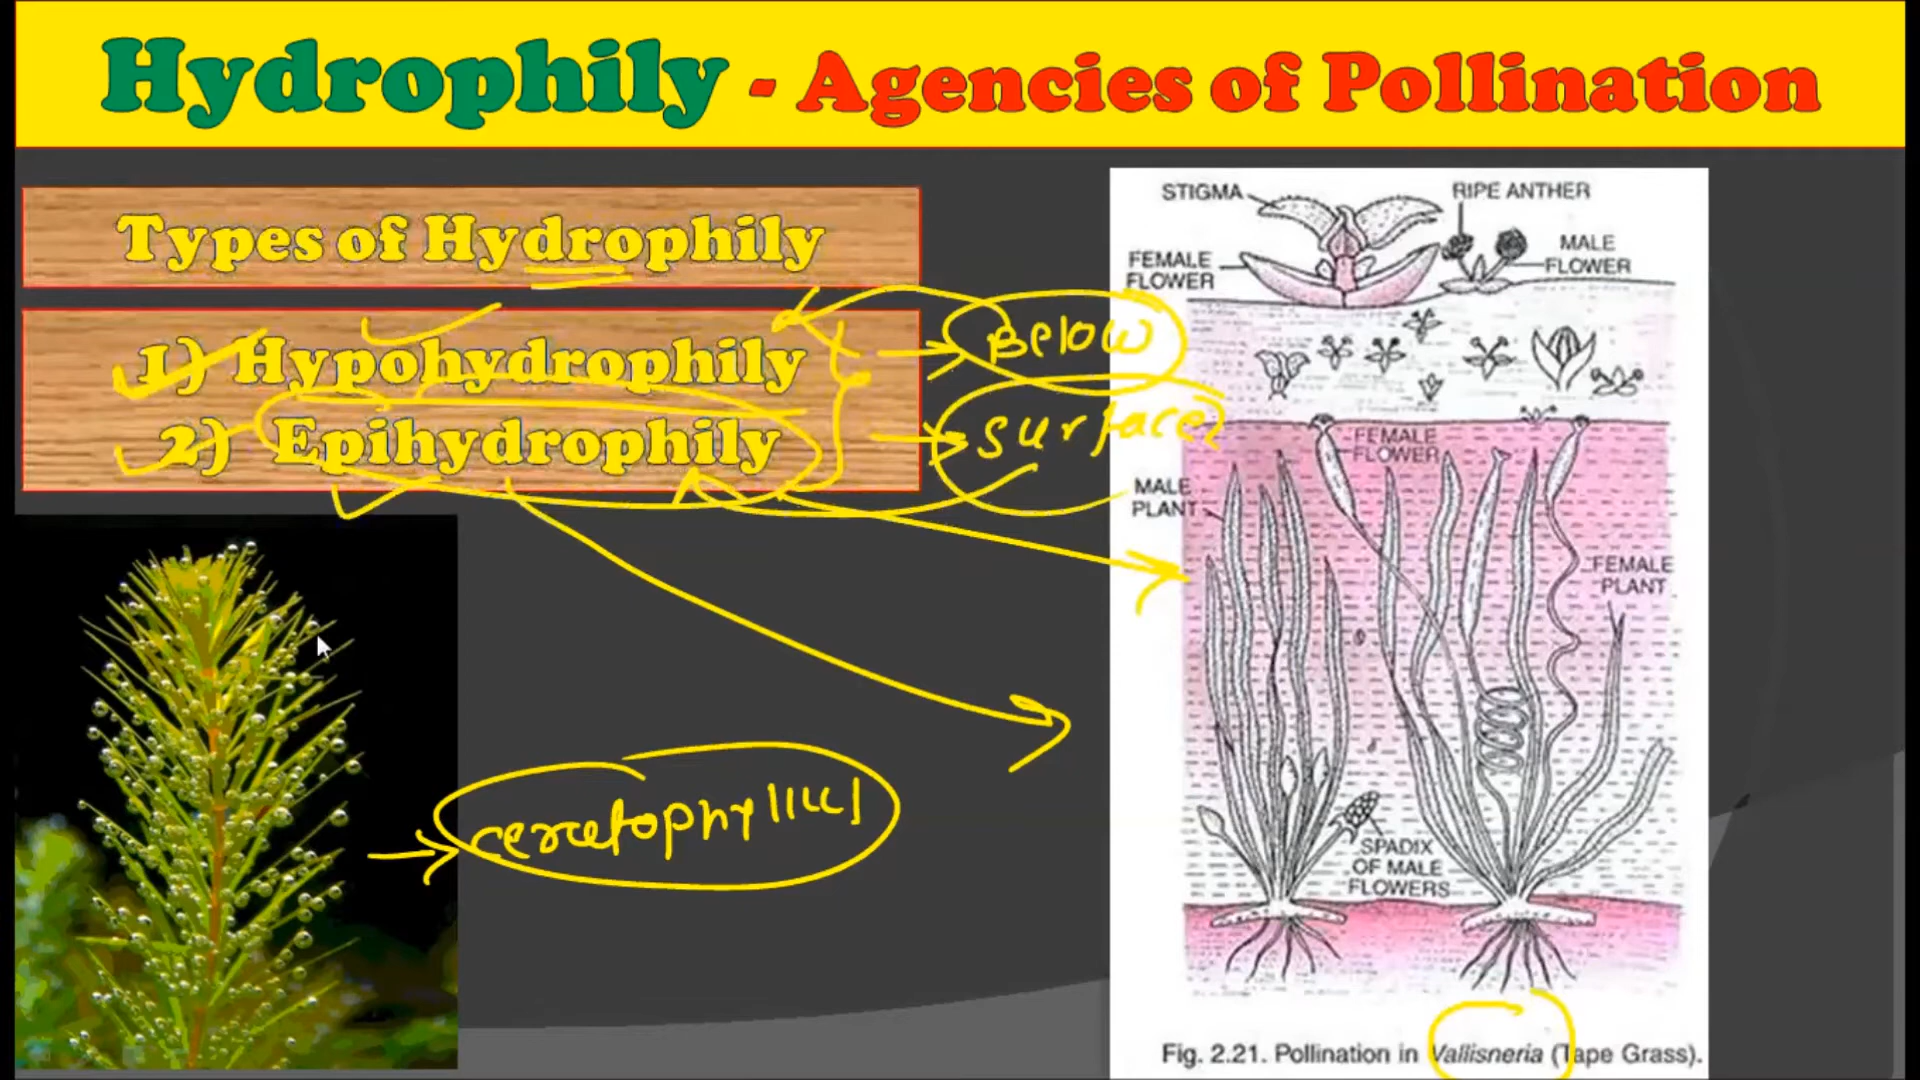 Hydrophily - Agencies of Pollination
Types of Hydrophily
1) Hypohydrophily
2) Epihydrophily
Below
surface
STIGMA
RIPE ANTHER
FEMALE
FLOWER
MALE
FLOWER
FEMALE
FLOWER
MALE
PLANT
FEMALE
PLANT
SPADIX
OF MALE
FLOWERS
Fig. 2.21. Pollination in Vallisneria (Tape Grass).